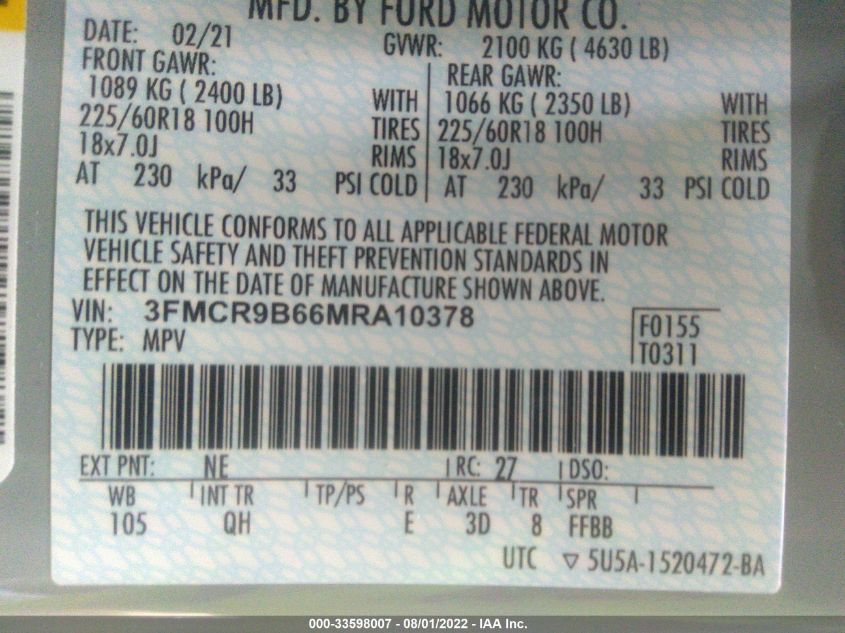 MFD. BY FORD MOTOR CO.
DATE: 02/21 GVWR: 2100 KG ( 4630 LB)
FRONT GAWR: REAR GAWR:
1089 KG ( 2400 LB) WITH 1066 KG ( 2350 LB) WITH
225/60R18 100H TIRES 225/60R18 100H TIRES
18x7.0J RIMS 18x7.0J RIMS
AT 230 kPa/ 33 PSI COLD AT 230 kPa/ 33 PSI COLD
THIS VEHICLE CONFORMS TO ALL APPLICABLE FEDERAL MOTOR
VEHICLE SAFETY AND THEFT PREVENTION STANDARDS IN
EFFECT ON THE DATE OF MANUFACTURE SHOWN ABOVE.
VIN: 3FMCR9B66MRA10378 F0155
TYPE: MPV T0311
EXT PNT: NE RC: 27 DSO:
WB INT TR TP/PS R AXLE TR SPR
105 QH E 3D 8 FFBB
UTC ▽ 5U5A-1520472-BA
000-33598007 - 08/01/2022 - IAA Inc.